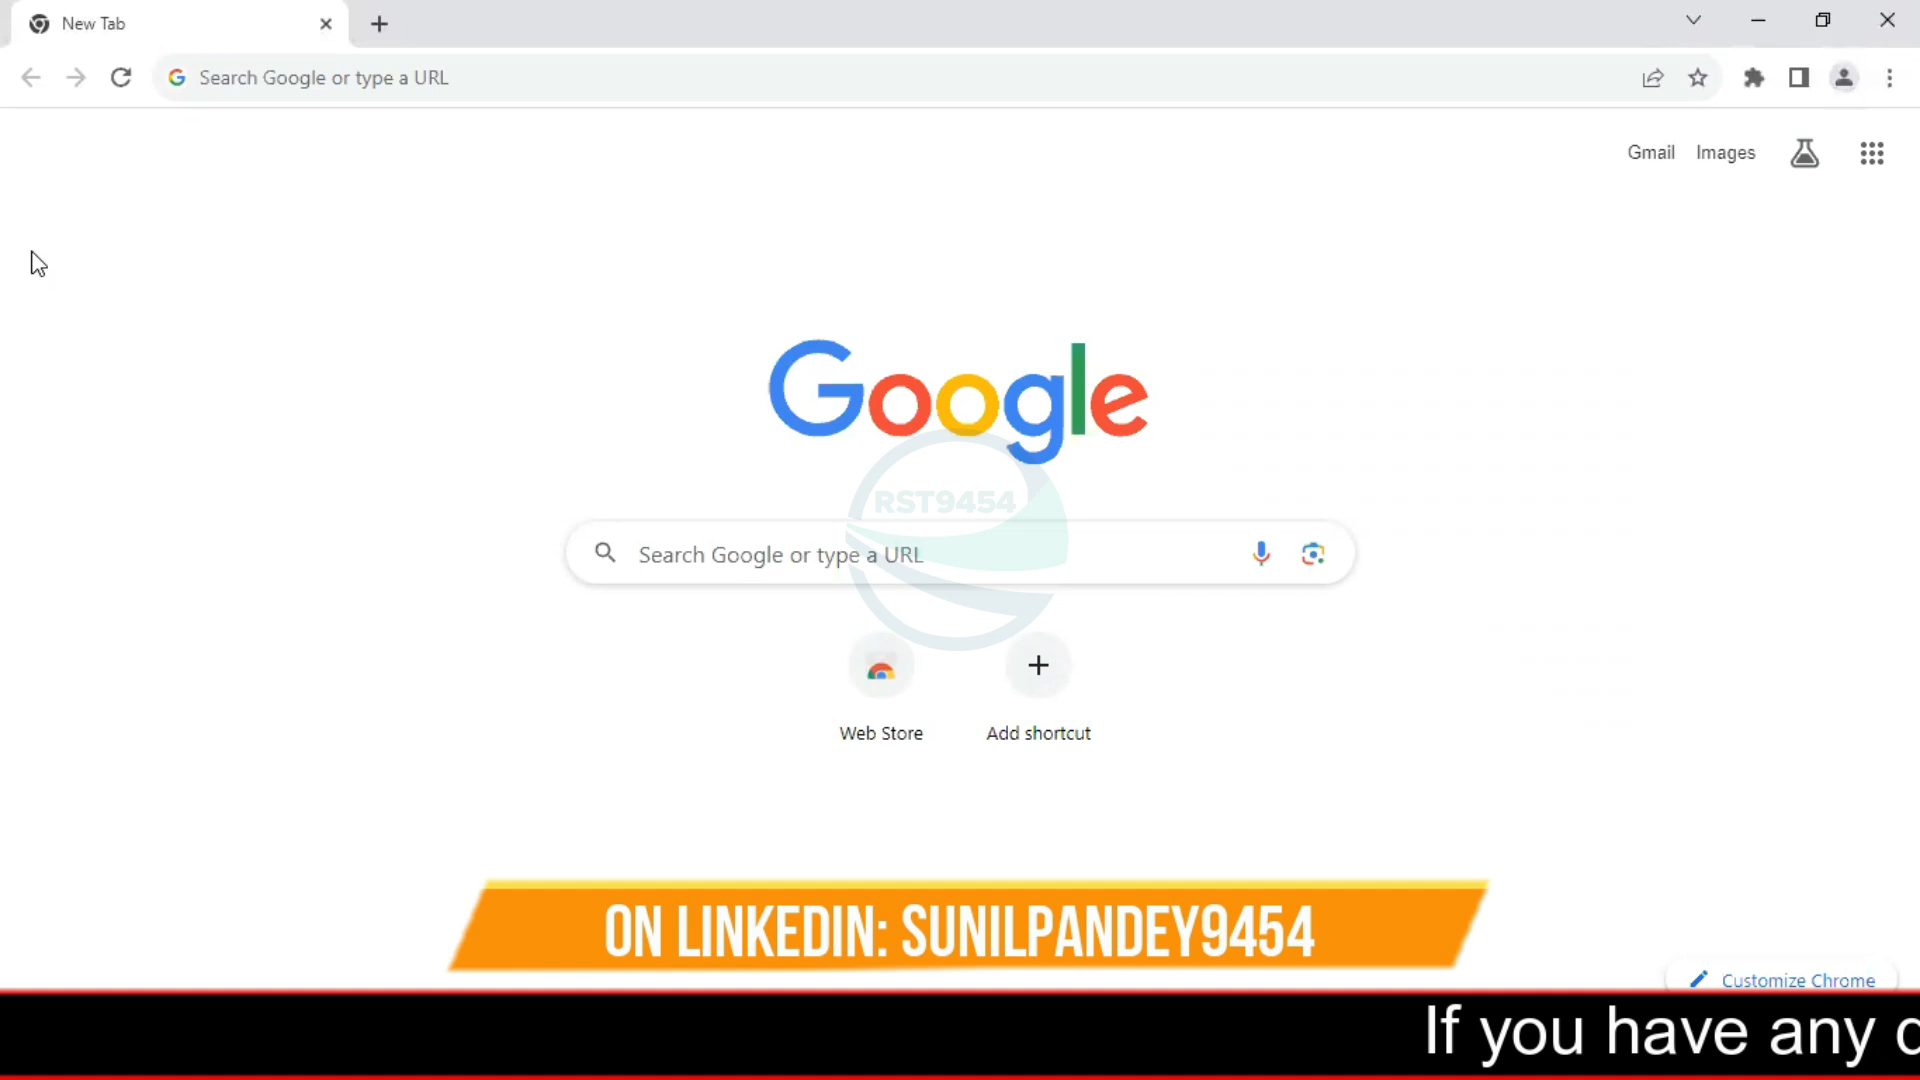 New Tab
Search Google or type a URL
Gmail Images
Google
RST9454
Search Google or type a URL
Web Store Add shortcut
ON LINKEDIN: SUNILPANDEY9454
Customize Chrome
If you have any